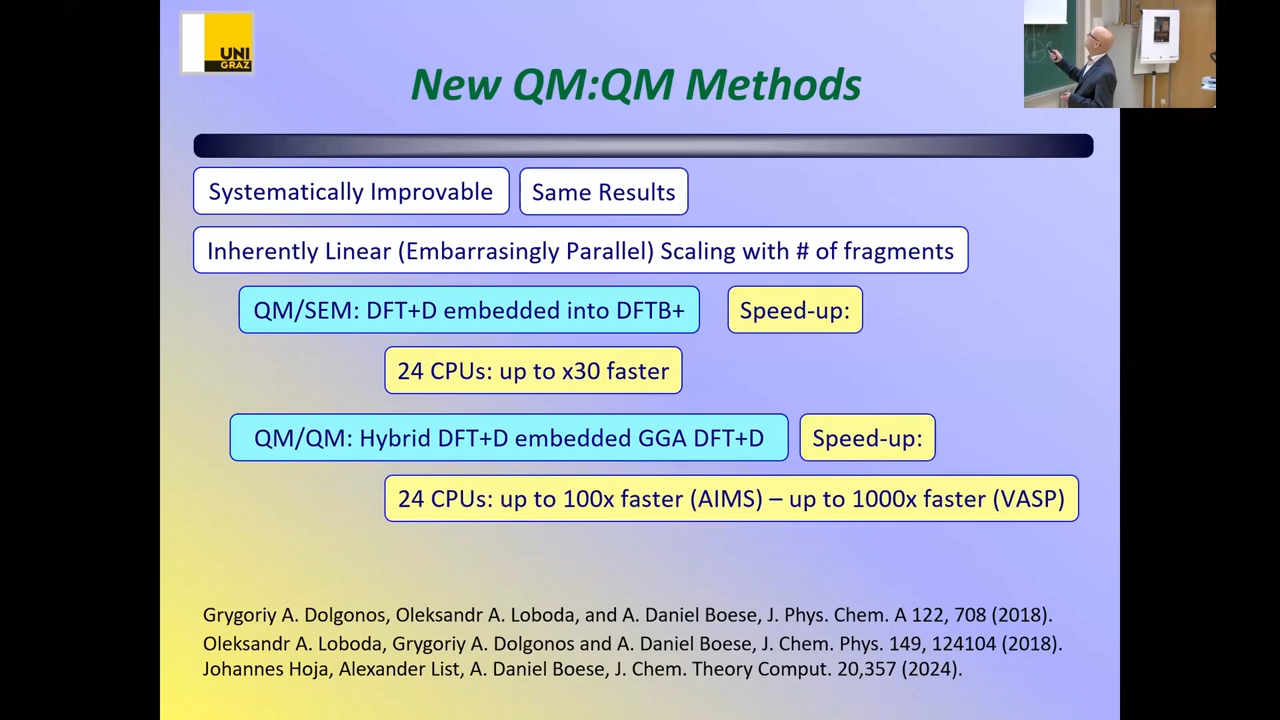 UNI
GRAZ
New QM:QM Methods
Systematically Improvable
Same Results
Inherently Linear (Embarrasingly Parallel) Scaling with # of fragments
QM/SEM: DFT+D embedded into DFTB+
Speed-up:
24 CPUs: up to x30 faster
QM/QM: Hybrid DFT+D embedded GGA DFT+D
Speed-up:
24 CPUs: up to 100x faster (AIMS) – up to 1000x faster (VASP)
Grygoriy A. Dolgonos, Oleksandr A. Loboda, and A. Daniel Boese, J. Phys. Chem. A 122, 708 (2018).
Oleksandr A. Loboda, Grygoriy A. Dolgonos and A. Daniel Boese, J. Chem. Phys. 149, 124104 (2018).
Johannes Hoja, Alexander List, A. Daniel Boese, J. Chem. Theory Comput. 20,357 (2024).